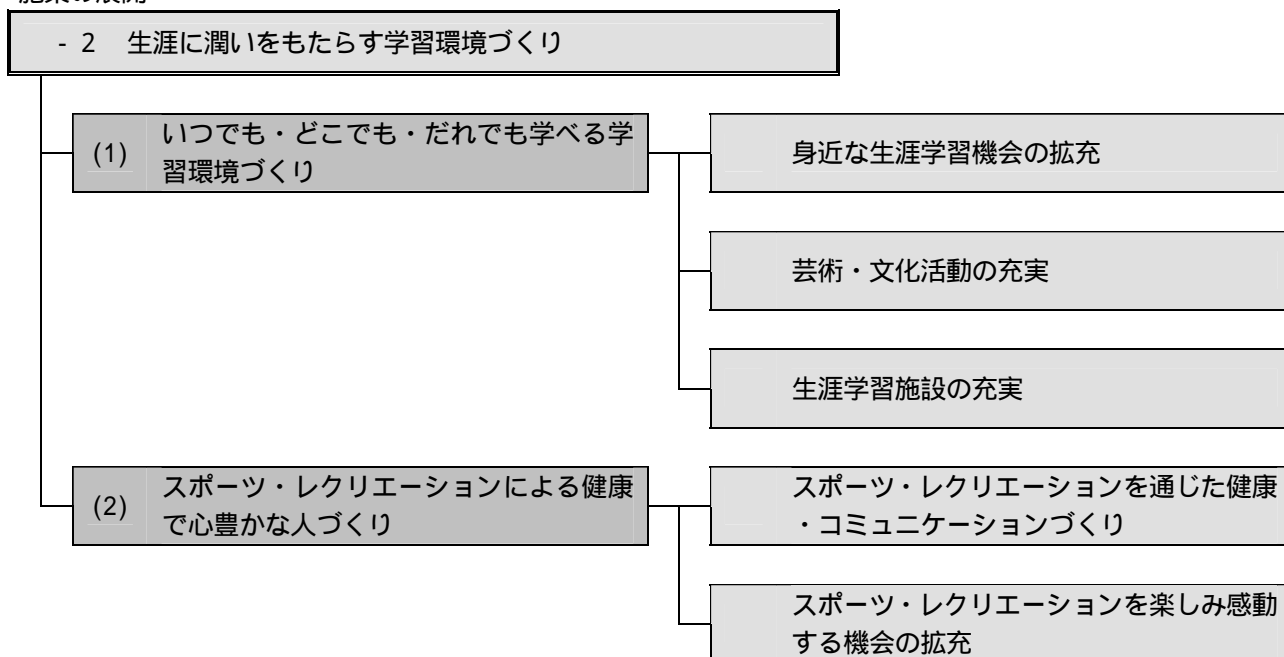 - 2 生涯に潤いをもたらす学習環境づくり
(1) いつでも・どこでも・だれでも学べる学
習環境づくり
身近な生涯学習機会の拡充
芸術・文化活動の充実
生涯学習施設の充実
(2) スポーツ・レクリエーションによる健康
で心豊かな人づくり
スポーツ・レクリエーションを通じた健康
・コミュニケーションづくり
スポーツ・レクリエーションを楽しみ感動
する機会の拡充